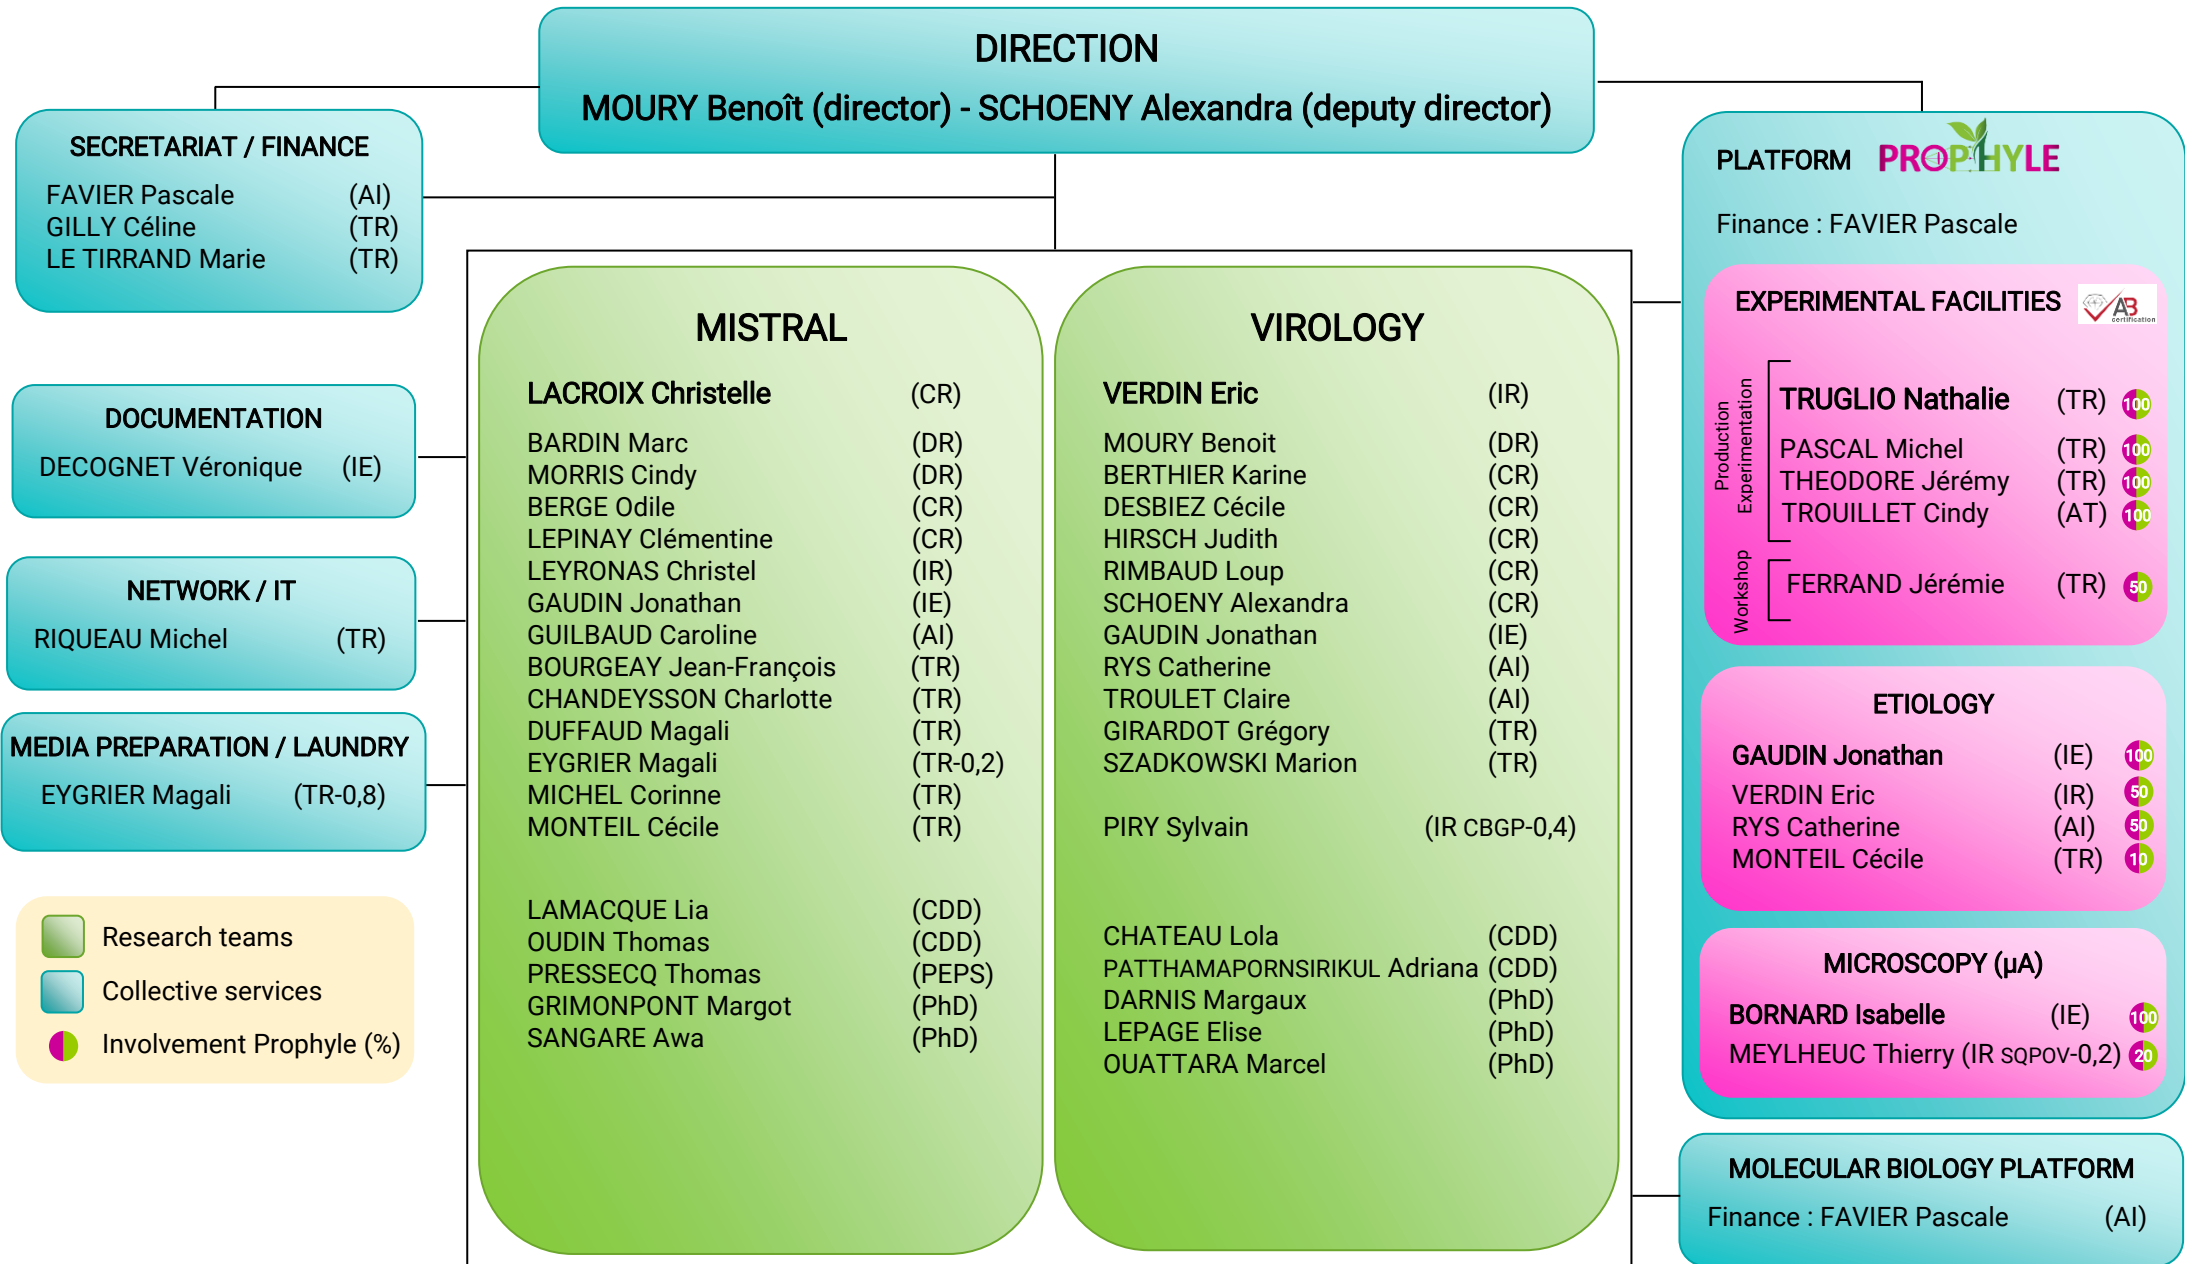 DIRECTION
MOURY Benoît (director) - SCHOENY Alexandra (deputy director)
SECRETARIAT / FINANCE
FAVIER Pascale (AI)
GILLY Céline (TR)
LE TIRRAND Marie (TR)
DOCUMENTATION
DECOGNET Véronique (IE)
NETWORK / IT
RIQUEAU Michel (TR)
MEDIA PREPARATION / LAUNDRY
EYGRIER Magali (TR-0,8)
Research teams
Collective services
Involvement Prophyle (%)
MISTRAL
LACROIX Christelle (CR)
BARDIN Marc (DR)
MORRIS Cindy (DR)
BERGE Odile (CR)
LEPINAY Clémentine (CR)
LEYRONAS Christel (IR)
GAUDIN Jonathan (IE)
GUILBAUD Caroline (AI)
BOURGEAY Jean-François (TR)
CHANDEYSSON Charlotte (TR)
DUFFAUD Magali (TR)
EYGRIER Magali (TR-0,2)
MICHEL Corinne (TR)
MONTEIL Cécile (TR)
LAMACQUE Lia (CDD)
OUDIN Thomas (CDD)
PRESSECQ Thomas (PEPS)
GRIMONPONT Margot (PhD)
SANGARE Awa (PhD)
VIROLOGY
VERDIN Eric (IR)
MOURY Benoit (DR)
BERTHIER Karine (CR)
DESBIEZ Cécile (CR)
HIRSCH Judith (CR)
RIMBAUD Loup (CR)
SCHOENY Alexandra (CR)
GAUDIN Jonathan (IE)
RYS Catherine (AI)
TROULET Claire (AI)
GIRARDOT Grégory (TR)
SZADKOWSKI Marion (TR)
PIRY Sylvain (IR CBGP-0,4)
CHATEAU Lola (CDD)
PATTHAMAPORNSIRIKUL Adriana (CDD)
DARNIS Margaux (PhD)
LEPAGE Elise (PhD)
OUATTARA Marcel (PhD)
PLATFORM PROPHYLE
Finance : FAVIER Pascale
EXPERIMENTAL FACILITIES AB certification
Production
Experimentation
TRUGLIO Nathalie (TR) 100
PASCAL Michel (TR) 100
THEODORE Jérémy (TR) 100
TROUILLET Cindy (AT) 100
Workshop
FERRAND Jérémie (TR) 50
ETIOLOGY
GAUDIN Jonathan (IE) 100
VERDIN Eric (IR) 50
RYS Catherine (AI) 50
MONTEIL Cécile (TR) 10
MICROSCOPY (µA)
BORNARD Isabelle (IE) 100
MEYLHEUC Thierry (IR SQPOV-0,2) 20
MOLECULAR BIOLOGY PLATFORM
Finance : FAVIER Pascale (AI)